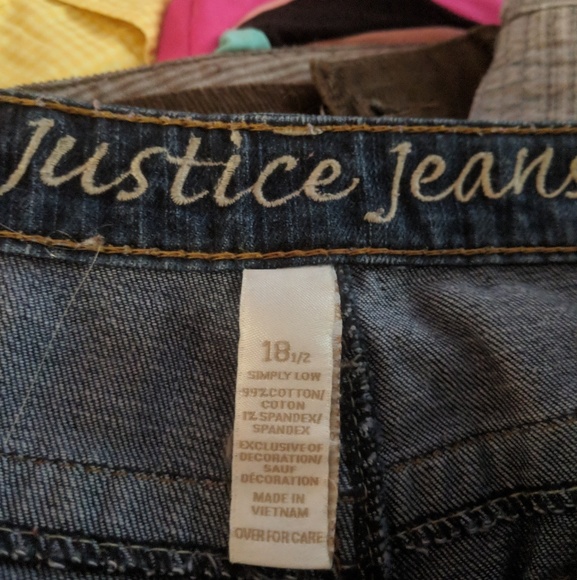 Justice Jeans
18 1/2
SIMPLY LOW
99% COTTON/
COTON
1% SPANDEX/
SPANDEX
EXCLUSIVE OF
DECORATION/
SAUF
DÉCORATION
MADE IN
VIETNAM
OVER FOR CARE